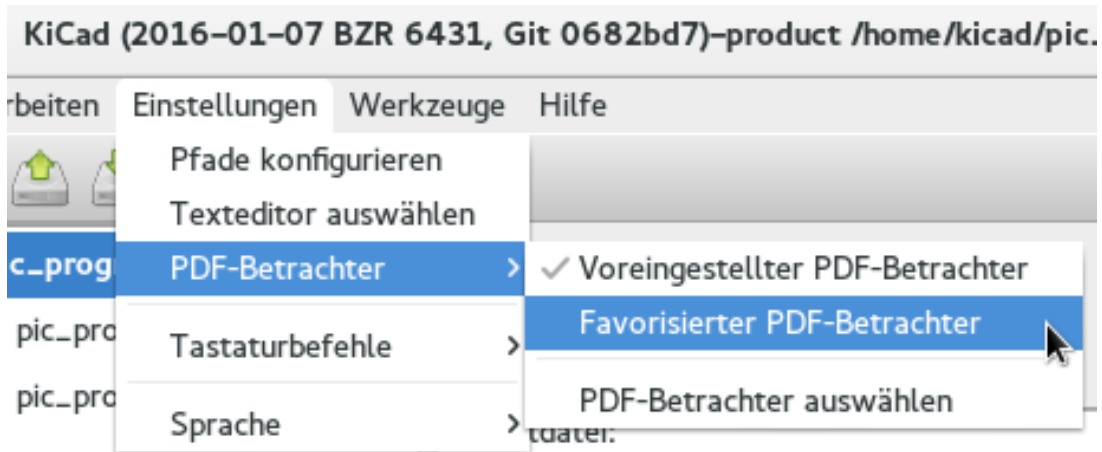 KiCad (2016-01-07 BZR 6431, Git 0682bd7)-product /home/kicad/pic.
rbeiten Einstellungen Werkzeuge Hilfe
Pfade konfigurieren
Texteditor auswählen
c_prog PDF-Betrachter > ✓ Voreingestellter PDF-Betrachter
pic_pro Favorisierter PDF-Betrachter
Tastaturbefehle >
pic_pro PDF-Betrachter auswählen
Sprache > tdatei: